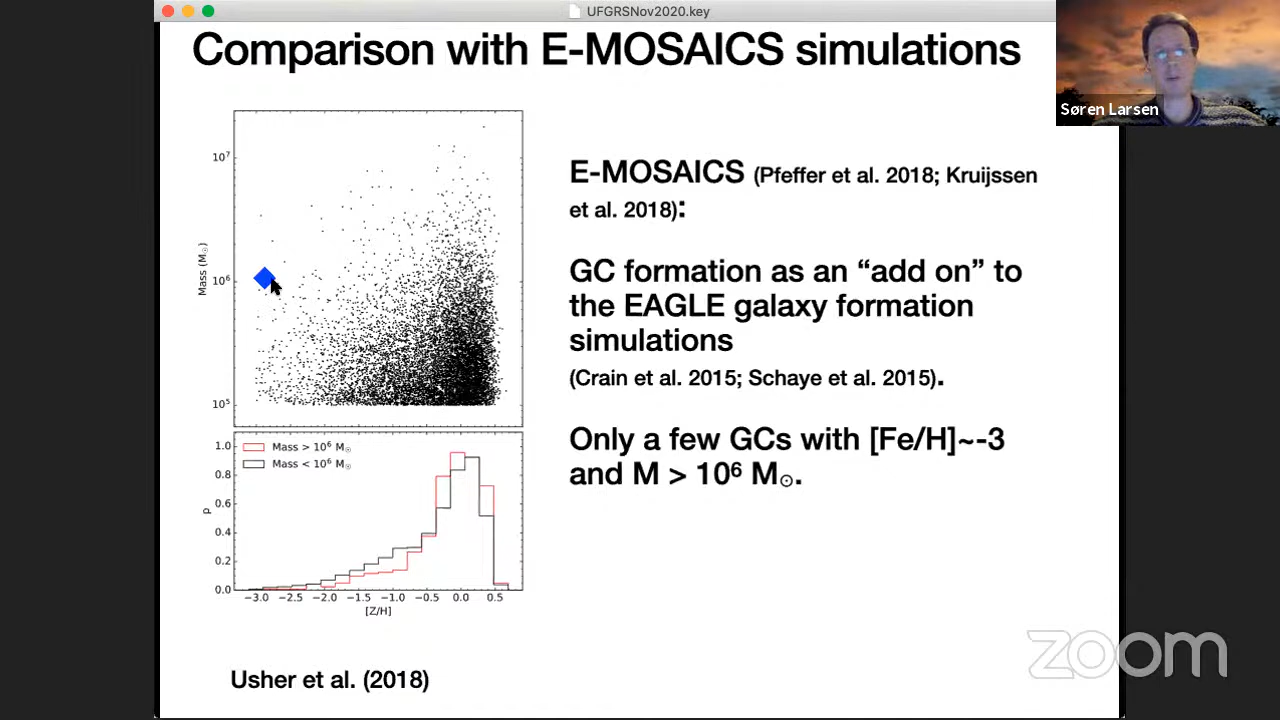 UFGRSNov2020.key
Comparison with E-MOSAICS simulations
Søren Larsen
10⁷
10⁶
10⁵
Mass (M☉)
E-MOSAICS (Pfeffer et al. 2018; Kruijssen
et al. 2018):
GC formation as an “add on” to
the EAGLE galaxy formation
simulations
(Crain et al. 2015; Schaye et al. 2015).
Only a few GCs with [Fe/H]~-3
and M > 10⁶ M☉.
Mass > 10⁶ M☉
Mass < 10⁶ M☉
1.0
0.8
0.6
0.4
0.2
0.0
p
−3.0 −2.5 −2.0 −1.5 −1.0 −0.5 0.0 0.5
[Z/H]
Usher et al. (2018)
zoom